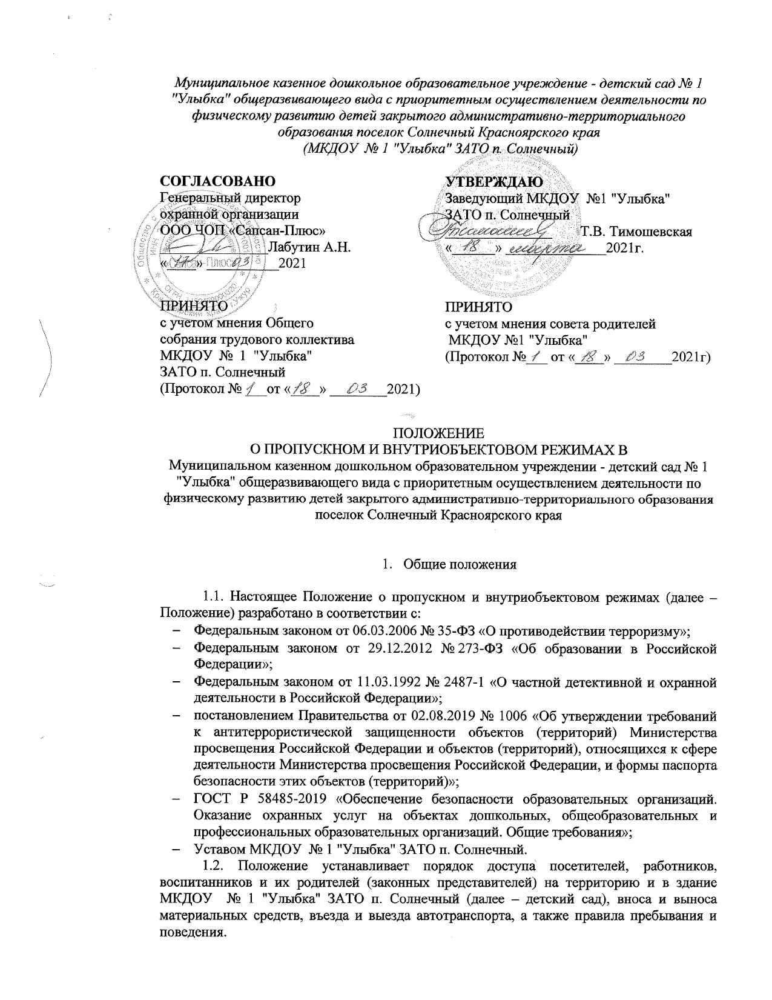 Муниципальное казенное дошкольное образовательное учреждение - детский сад № 1
"Улыбка" общеразвивающего вида с приоритетным осуществлением деятельности по
физическому развитию детей закрытого административно-территориального
образования поселок Солнечный Красноярского края
(МКДОУ № 1 "Улыбка" ЗАТО п. Солнечный)
СОГЛАСОВАНО
Генеральный директор
охранной организации
ООО ЧОП «Сапсан-Плюс»
Лабутин А.Н.
«17» 03 2021
УТВЕРЖДАЮ
Заведующий МКДОУ №1 "Улыбка"
ЗАТО п. Солнечный
Т.В. Тимошевская
«18» марта 2021г.
ПРИНЯТО
с учетом мнения Общего
собрания трудового коллектива
МКДОУ № 1 "Улыбка"
ЗАТО п. Солнечный
(Протокол № 1 от «18» 03 2021)
ПРИНЯТО
с учетом мнения совета родителей
МКДОУ №1 "Улыбка"
(Протокол № 1 от «18» 03 2021г)
ПОЛОЖЕНИЕ
О ПРОПУСКНОМ И ВНУТРИОБЪЕКТОВОМ РЕЖИМАХ В
Муниципальном казенном дошкольном образовательном учреждении - детский сад № 1
"Улыбка" общеразвивающего вида с приоритетным осуществлением деятельности по
физическому развитию детей закрытого административно-территориального образования
поселок Солнечный Красноярского края
1. Общие положения
1.1. Настоящее Положение о пропускном и внутриобъектовом режимах (далее –
Положение) разработано в соответствии с:
– Федеральным законом от 06.03.2006 № 35-ФЗ «О противодействии терроризму»;
– Федеральным законом от 29.12.2012 № 273-ФЗ «Об образовании в Российской
Федерации»;
– Федеральным законом от 11.03.1992 № 2487-1 «О частной детективной и охранной
деятельности в Российской Федерации»;
– постановлением Правительства от 02.08.2019 № 1006 «Об утверждении требований
к антитеррористической защищенности объектов (территорий) Министерства
просвещения Российской Федерации и объектов (территорий), относящихся к сфере
деятельности Министерства просвещения Российской Федерации, и формы паспорта
безопасности этих объектов (территорий)»;
– ГОСТ Р 58485-2019 «Обеспечение безопасности образовательных организаций.
Оказание охранных услуг на объектах дошкольных, общеобразовательных и
профессиональных образовательных организаций. Общие требования»;
– Уставом МКДОУ № 1 "Улыбка" ЗАТО п. Солнечный.
1.2. Положение устанавливает порядок доступа посетителей, работников,
воспитанников и их родителей (законных представителей) на территорию и в здание
МКДОУ № 1 "Улыбка" ЗАТО п. Солнечный (далее – детский сад), вноса и выноса
материальных средств, въезда и выезда автотранспорта, а также правила пребывания и
поведения.